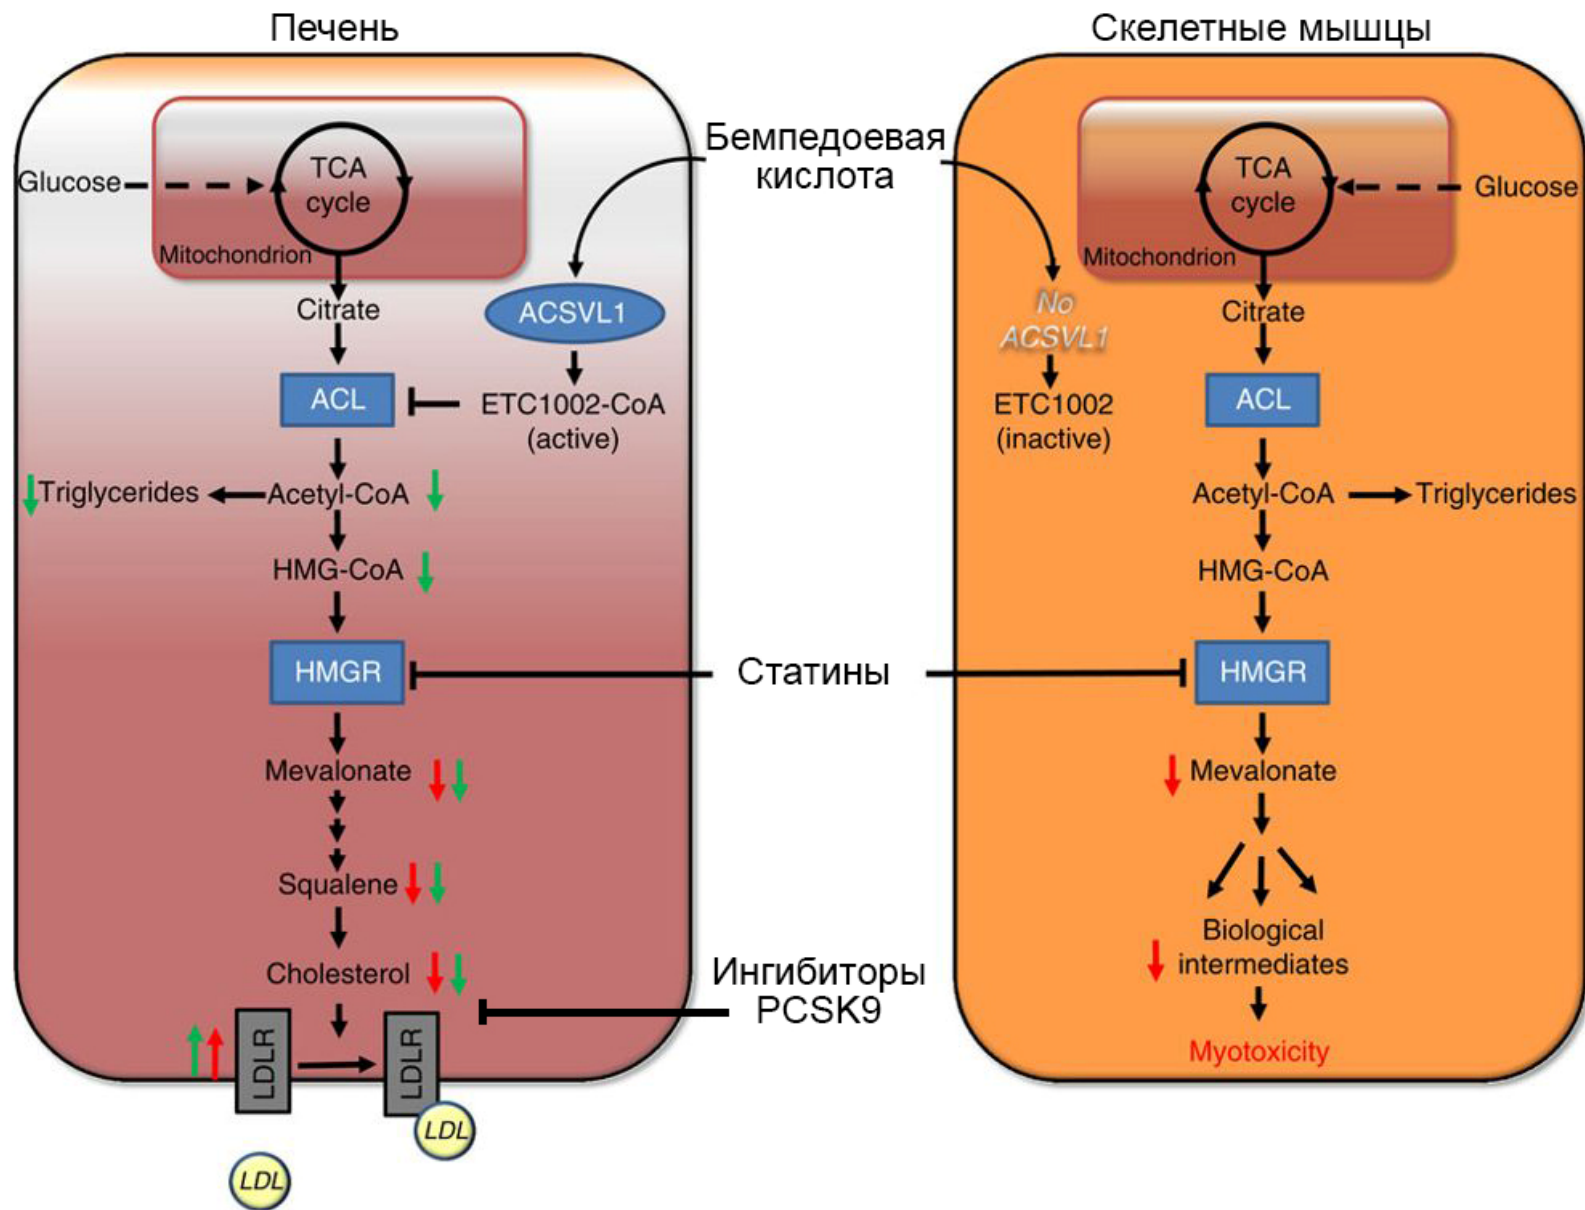 Печень
Скелетные мышцы
TCA
cycle
Glucose
Mitochondrion
Citrate
ACSVL1
ACL
ETC1002-CoA
(active)
Triglycerides
Acetyl-CoA
HMG-CoA
HMGR
Mevalonate
Squalene
Cholesterol
LDLR
LDLR
LDL
LDL
Бемпедоевая
кислота
Статины
Ингибиторы
PCSK9
TCA
cycle
Glucose
Mitochondrion
Citrate
No
ACSVL1
ETC1002
(inactive)
ACL
Acetyl-CoA
Triglycerides
HMG-CoA
HMGR
Mevalonate
Biological
intermediates
Myotoxicity